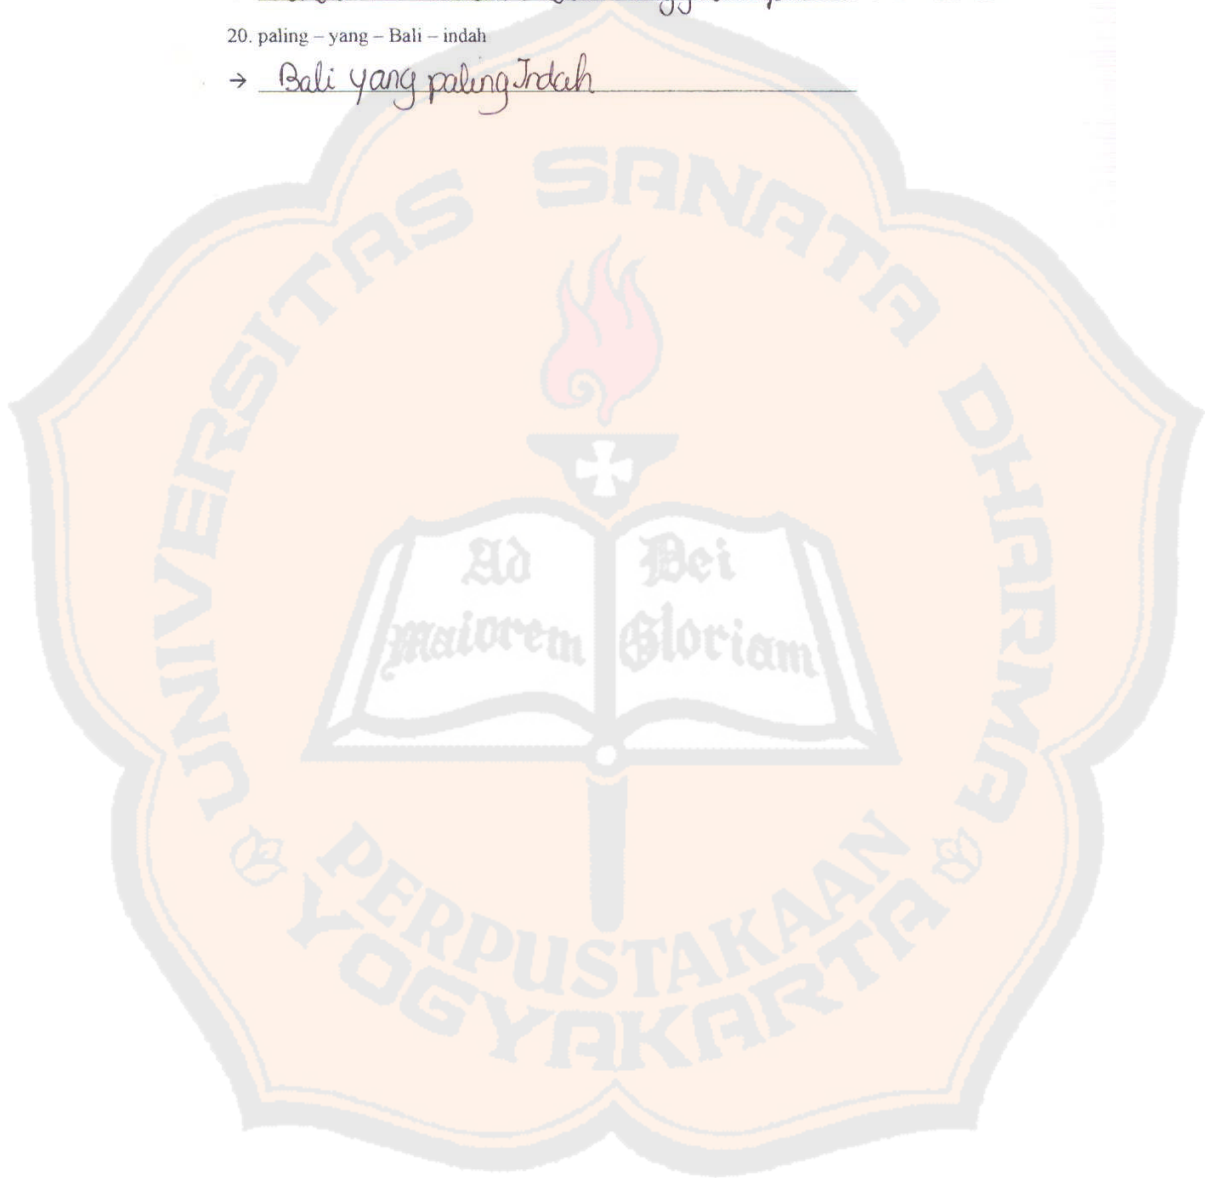 20. paling – yang – Bali – indah
→ Bali yang paling Indah
UNIVERSITAS SANATA DHARMA
Ad Dei
Maiorem Gloriam
PERPUSTAKAAN
YOGYAKARTA